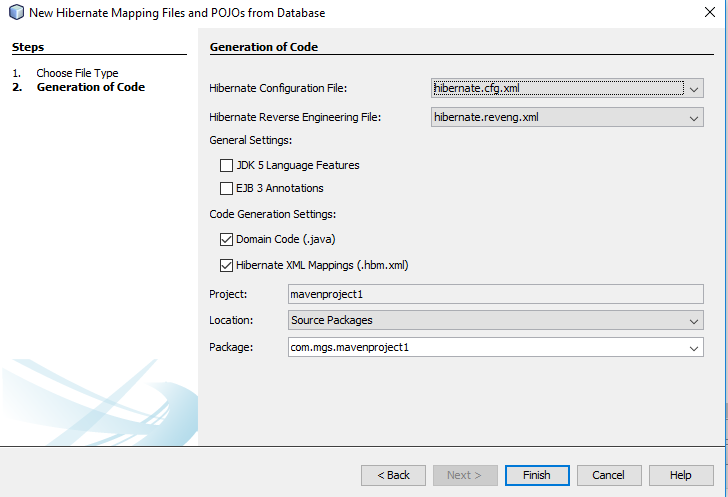 New Hibernate Mapping Files and POJOs from Database
Steps
1. Choose File Type
2. Generation of Code
Generation of Code
Hibernate Configuration File: hibernate.cfg.xml
Hibernate Reverse Engineering File: hibernate.reveng.xml
General Settings:
JDK 5 Language Features
EJB 3 Annotations
Code Generation Settings:
Domain Code (.java)
Hibernate XML Mappings (.hbm.xml)
Project: mavenproject1
Location: Source Packages
Package: com.mgs.mavenproject1
< Back Next > Finish Cancel Help